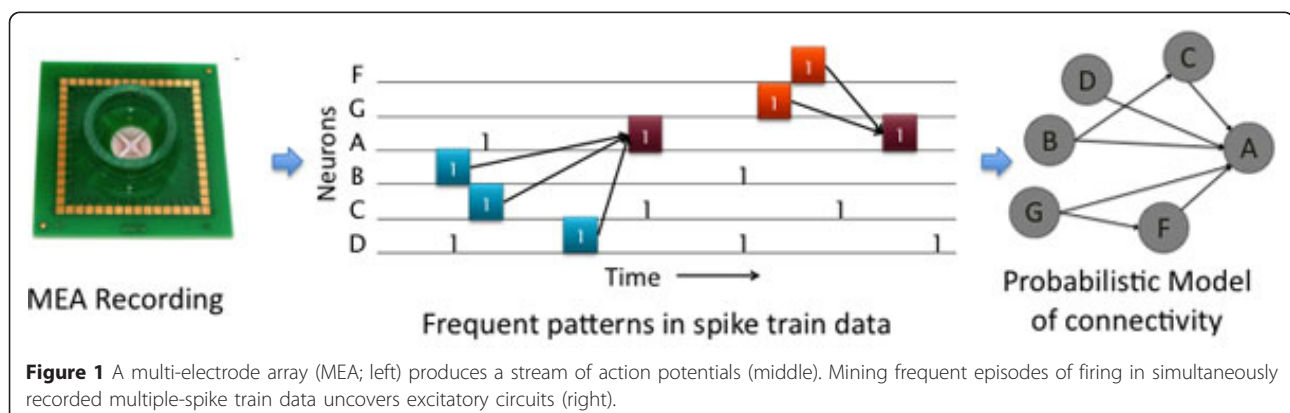 F
G
A 1
B 1
C 1 1
D 1 1 1
1
1
1
1
1
1
1
Neurons
Time
MEA Recording
Frequent patterns in spike train data
C
D
B
A
G
F
Probabilistic Model
of connectivity
Figure 1 A multi-electrode array (MEA; left) produces a stream of action potentials (middle). Mining frequent episodes of firing in simultaneously
recorded multiple-spike train data uncovers excitatory circuits (right).